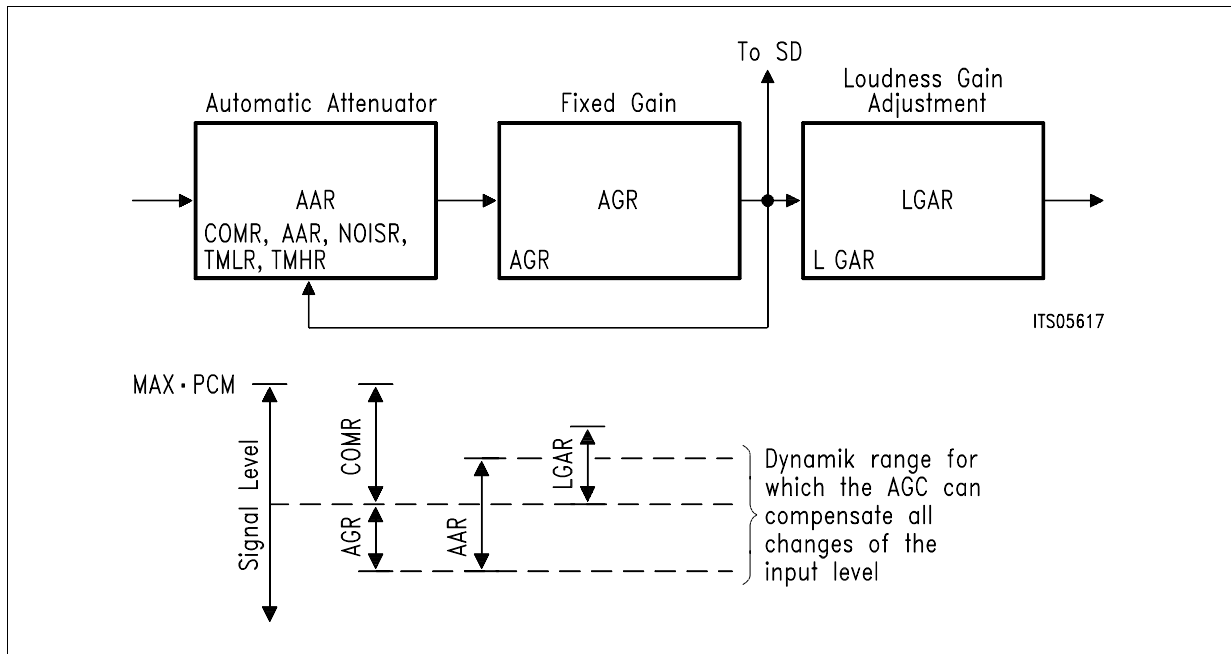 To SD
Automatic Attenuator
Fixed Gain
Loudness Gain
Adjustment
AAR
COMR, AAR, NOISR,
TMLR, TMHR
AGR
AGR
LGAR
L GAR
ITS05617
MAX·PCM
Signal Level
COMR
AGR
AAR
LGAR
Dynamik range for
which the AGC can
compensate all
changes of the
input level